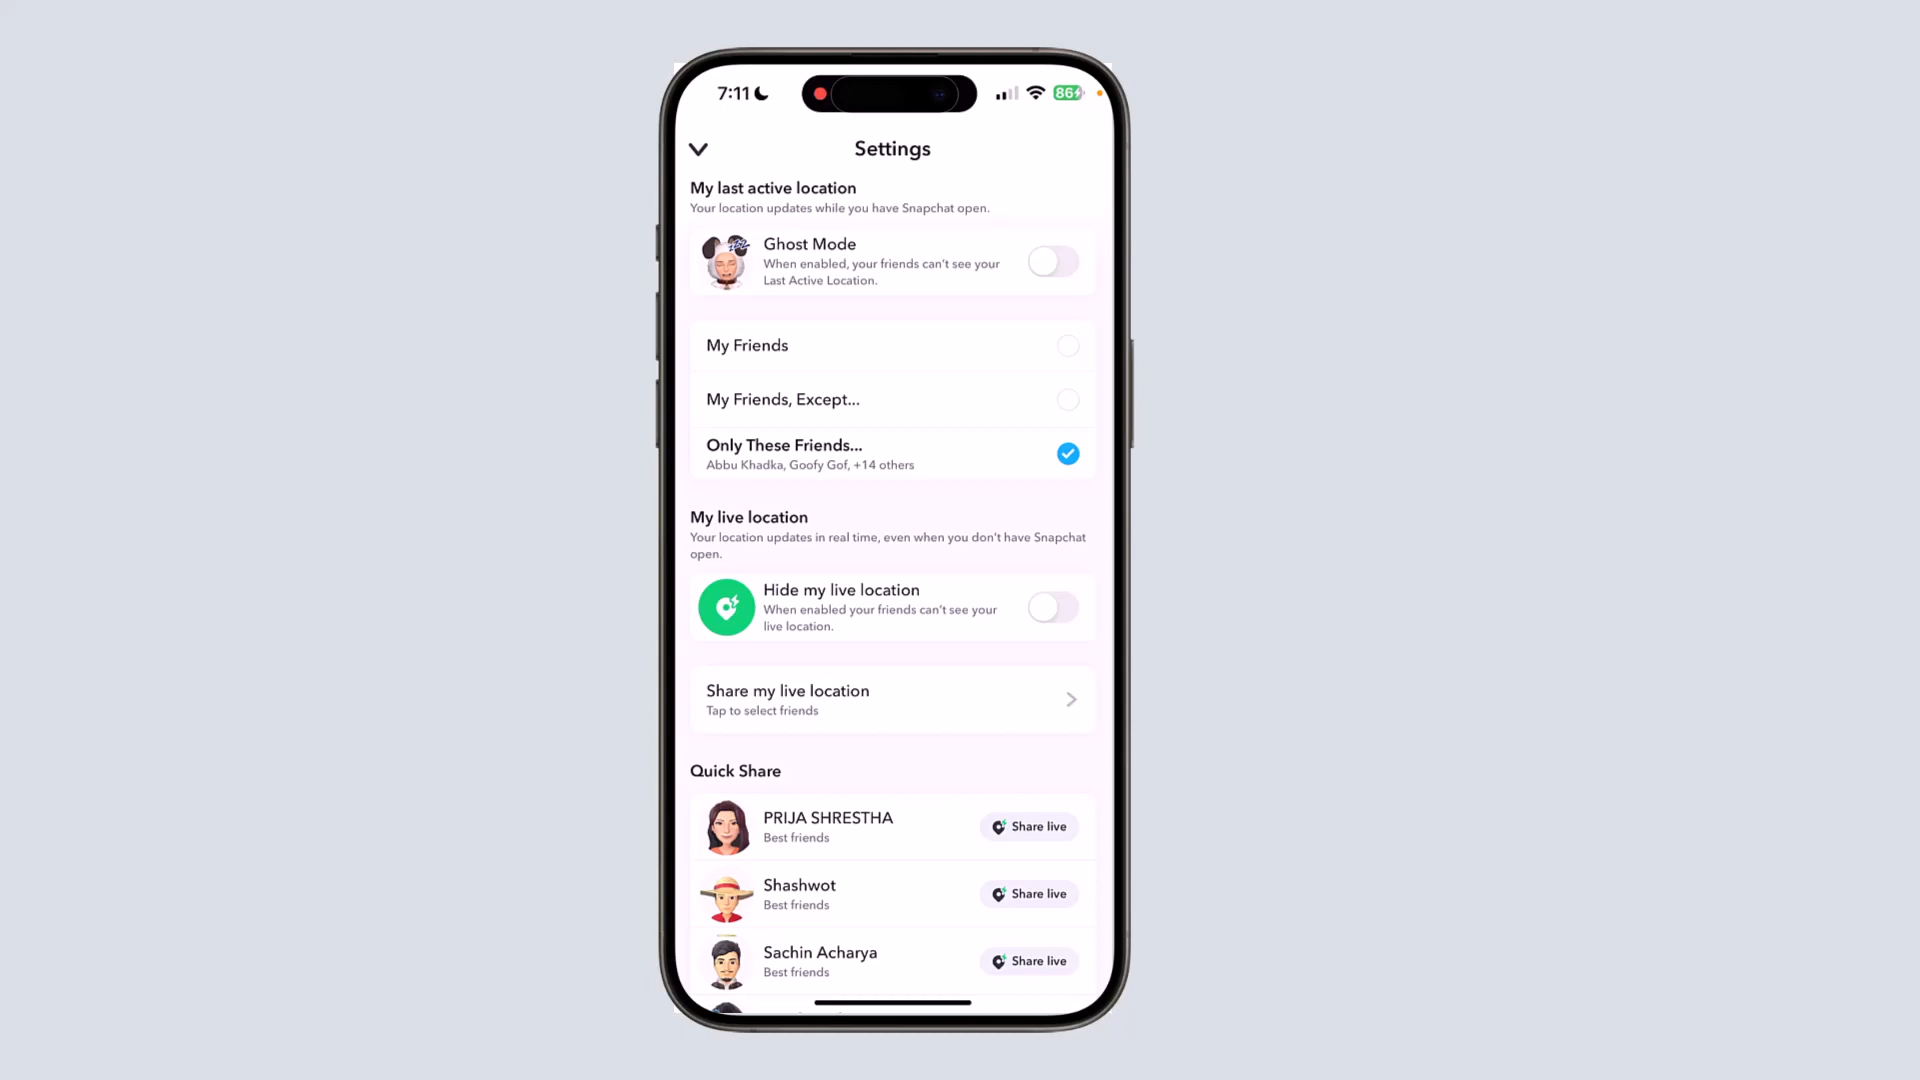 7:11
86
Settings
My last active location
Your location updates while you have Snapchat open.
Ghost Mode
When enabled, your friends can't see your
Last Active Location.
My Friends
My Friends, Except...
Only These Friends...
Abbu Khadka, Goofy Gof, +14 others
My live location
Your location updates in real time, even when you don't have Snapchat
open.
Hide my live location
When enabled your friends can't see your
live location.
Share my live location
Tap to select friends
Quick Share
PRIJA SHRESTHA
Best friends
Share live
Shashwot
Best friends
Share live
Sachin Acharya
Best friends
Share live